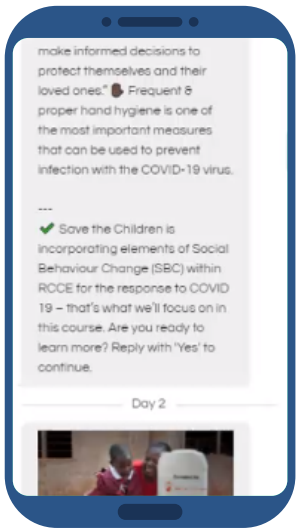 make informed decisions to
protect themselves and their
loved ones." ✋🏿 Frequent &
proper hand hygiene is one of
the most important measures
that can be used to prevent
infection with the COVID-19 virus.
---
✔ Save the Children is
incorporating elements of Social
Behaviour Change (SBC) within
RCCE for the response to COVID
19 – that's what we'll focus on in
this course. Are you ready to
learn more? Reply with 'Yes' to
continue.
Day 2